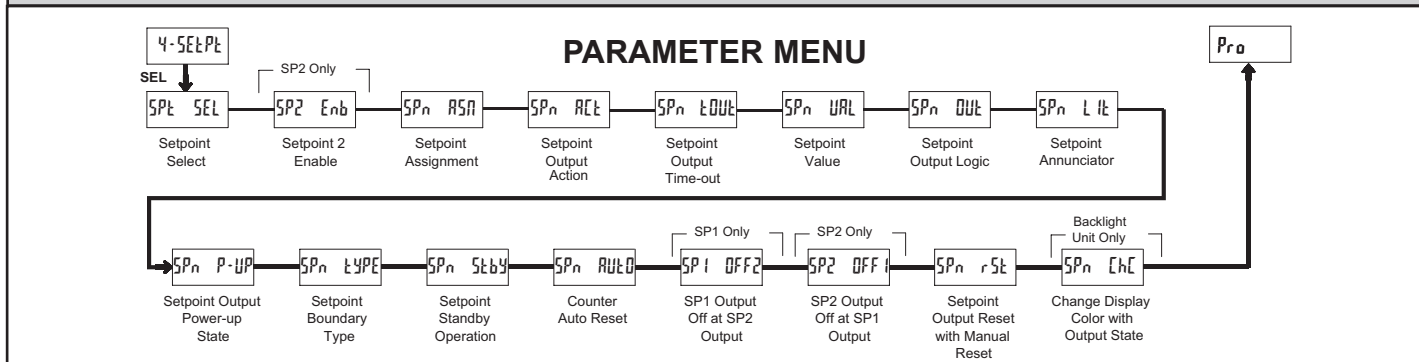 4-SEtPt
PARAMETER MENU
Pro
SEL
SP2 Only
SPt SEL
SP2 Enb
SPn ASN
SPn ACt
SPn tOUt
SPn VAL
SPn OUt
SPn Lit
Setpoint
Select
Setpoint 2
Enable
Setpoint
Assignment
Setpoint
Output
Action
Setpoint
Output
Time-out
Setpoint
Value
Setpoint
Output Logic
Setpoint
Annunciator
SP1 Only
SP2 Only
Backlight
Unit Only
SPn P-UP
SPn tYPE
SPn Stby
SPn AUtO
SP1 OFF2
SP2 OFF1
SPn rSt
SPn ChC
Setpoint Output
Power-up
State
Setpoint
Boundary
Type
Setpoint
Standby
Operation
Counter
Auto Reset
SP1 Output
Off at SP2
Output
SP2 Output
Off at SP1
Output
Setpoint
Output Reset
with Manual
Reset
Change Display
Color with
Output State